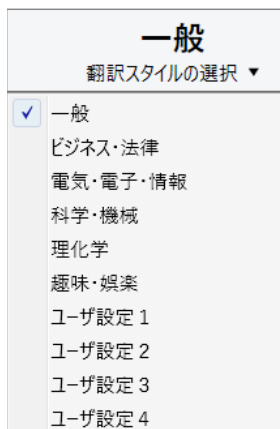 一般
翻訳スタイルの選択 ▼
✓ 一般
ビジネス・法律
電気・電子・情報
科学・機械
理化学
趣味・娯楽
ユーザ設定 1
ユーザ設定 2
ユーザ設定 3
ユーザ設定 4